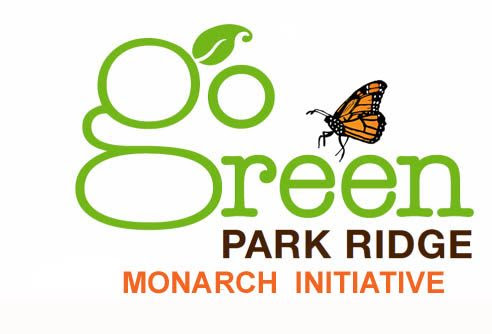 go
green
PARK RIDGE
MONARCH INITIATIVE